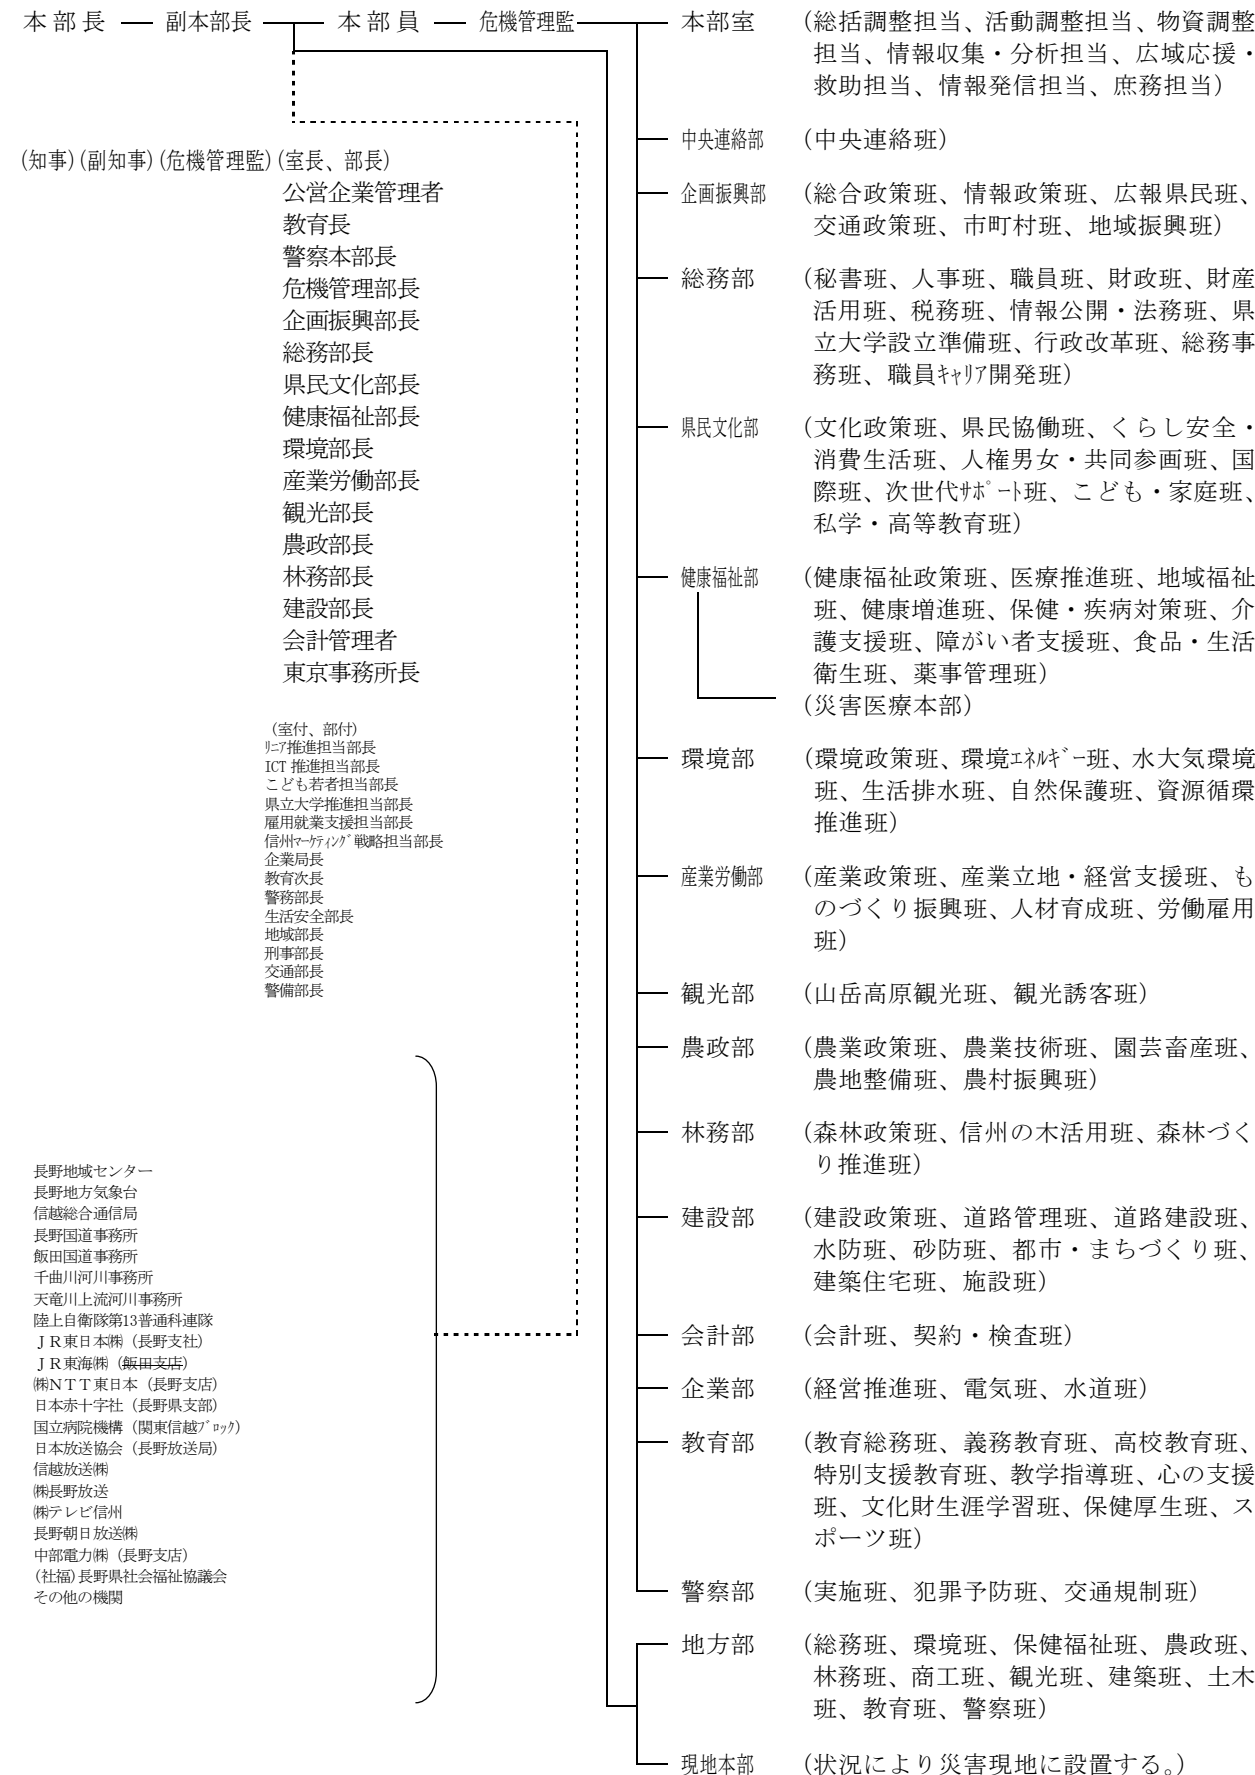 本部長 副本部長 本部員 危機管理監
(知事)(副知事)(危機管理監)(室長、部長)
公営企業管理者
教育長
警察本部長
危機管理部長
企画振興部長
総務部長
県民文化部長
健康福祉部長
環境部長
産業労働部長
観光部長
農政部長
林務部長
建設部長
会計管理者
東京事務所長
(室付、部付)
ﾘﾆｱ推進担当部長
ICT 推進担当部長
こども若者担当部長
県立大学推進担当部長
雇用就業支援担当部長
信州ﾏｰｹﾃｨﾝｸﾞ戦略担当部長
企業局長
教育次長
警務部長
生活安全部長
地域部長
刑事部長
交通部長
警備部長
長野地域センター
長野地方気象台
信越総合通信局
長野国道事務所
飯田国道事務所
千曲川河川事務所
天竜川上流河川事務所
陸上自衛隊第13普通科連隊
ＪＲ東日本㈱（長野支社）
ＪＲ東海㈱（飯田支店）
㈱ＮＴＴ東日本（長野支店）
日本赤十字社（長野県支部）
国立病院機構（関東信越ﾌﾞﾛｯｸ）
日本放送協会（長野放送局）
信越放送㈱
㈱長野放送
㈱テレビ信州
長野朝日放送㈱
中部電力㈱（長野支店）
(社福)長野県社会福祉協議会
その他の機関
本部室 （総括調整担当、活動調整担当、物資調整
担当、情報収集・分析担当、広域応援・
救助担当、情報発信担当、庶務担当）
中央連絡部 （中央連絡班）
企画振興部 （総合政策班、情報政策班、広報県民班、
交通政策班、市町村班、地域振興班）
総務部 （秘書班、人事班、職員班、財政班、財産
活用班、税務班、情報公開・法務班、県
立大学設立準備班、行政改革班、総務事
務班、職員ｷｬﾘｱ開発班）
県民文化部 （文化政策班、県民協働班、くらし安全・
消費生活班、人権男女・共同参画班、国
際班、次世代ｻﾎﾟｰﾄ班、こども・家庭班、
私学・高等教育班）
健康福祉部 （健康福祉政策班、医療推進班、地域福祉
班、健康増進班、保健・疾病対策班、介
護支援班、障がい者支援班、食品・生活
衛生班、薬事管理班）
（災害医療本部）
環境部 （環境政策班、環境ｴﾈﾙｷﾞｰ班、水大気環境
班、生活排水班、自然保護班、資源循環
推進班）
産業労働部 （産業政策班、産業立地・経営支援班、も
のづくり振興班、人材育成班、労働雇用
班）
観光部 （山岳高原観光班、観光誘客班）
農政部 （農業政策班、農業技術班、園芸畜産班、
農地整備班、農村振興班）
林務部 （森林政策班、信州の木活用班、森林づく
り推進班）
建設部 （建設政策班、道路管理班、道路建設班、
水防班、砂防班、都市・まちづくり班、
建築住宅班、施設班）
会計部 （会計班、契約・検査班）
企業部 （経営推進班、電気班、水道班）
教育部 （教育総務班、義務教育班、高校教育班、
特別支援教育班、教学指導班、心の支援
班、文化財生涯学習班、保健厚生班、ス
ポーツ班）
警察部 （実施班、犯罪予防班、交通規制班）
地方部 （総務班、環境班、保健福祉班、農政班、
林務班、商工班、観光班、建築班、土木
班、教育班、警察班）
現地本部 （状況により災害現地に設置する。）